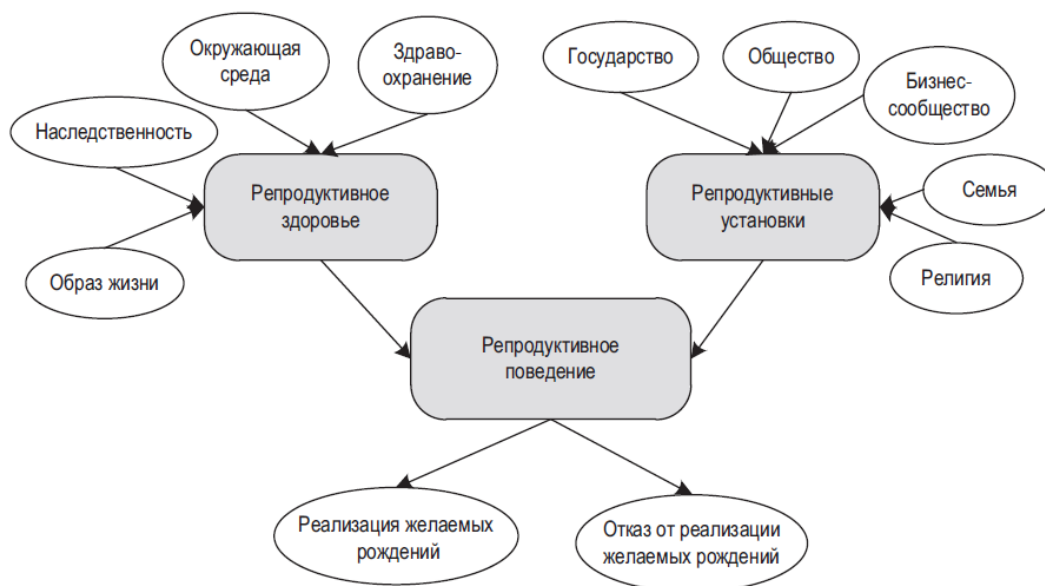 Окружающая
среда
Здраво-
охранение
Государство
Общество
Бизнес-
сообщество
Наследственность
Репродуктивное
здоровье
Репродуктивные
установки
Семья
Образ жизни
Религия
Репродуктивное
поведение
Реализация желаемых
рождений
Отказ от реализации
желаемых рождений